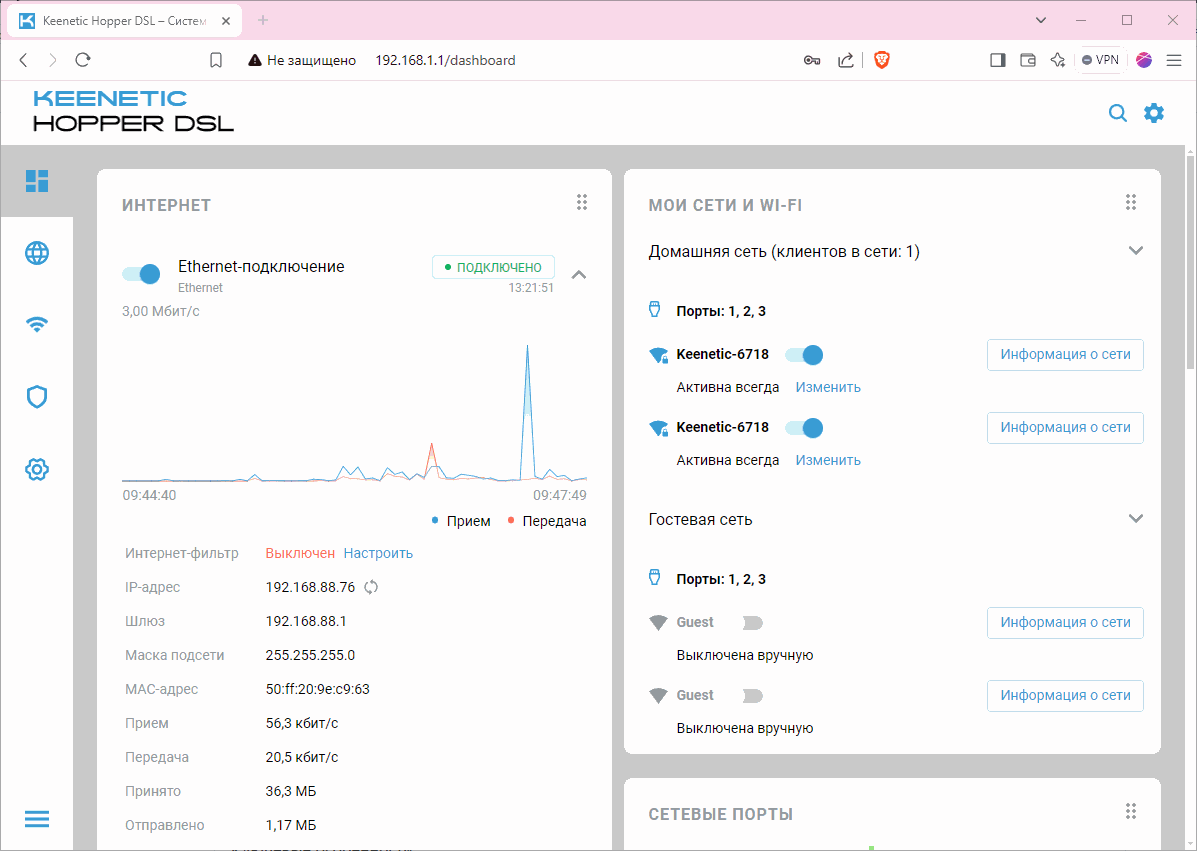 Keenetic Hopper DSL – Систем
Не защищено
192.168.1.1/dashboard
VPN
KEENETIC
HOPPER DSL
ИНТЕРНЕТ
Ethernet-подключение
ПОДКЛЮЧЕНО
Ethernet
13:21:51
3,00 Мбит/с
09:44:40
09:47:49
Прием
Передача
Интернет-фильтр
Выключен Настроить
IP-адрес
192.168.88.76
Шлюз
192.168.88.1
Маска подсети
255.255.255.0
MAC-адрес
50:ff:20:9e:c9:63
Прием
56,3 кбит/с
Передача
20,5 кбит/с
Принято
36,3 МБ
Отправлено
1,17 МБ
МОИ СЕТИ И WI-FI
Домашняя сеть (клиентов в сети: 1)
Порты: 1, 2, 3
Keenetic-6718
Информация о сети
Активна всегда Изменить
Keenetic-6718
Информация о сети
Активна всегда Изменить
Гостевая сеть
Порты: 1, 2, 3
Guest
Информация о сети
Выключена вручную
Guest
Информация о сети
Выключена вручную
СЕТЕВЫЕ ПОРТЫ